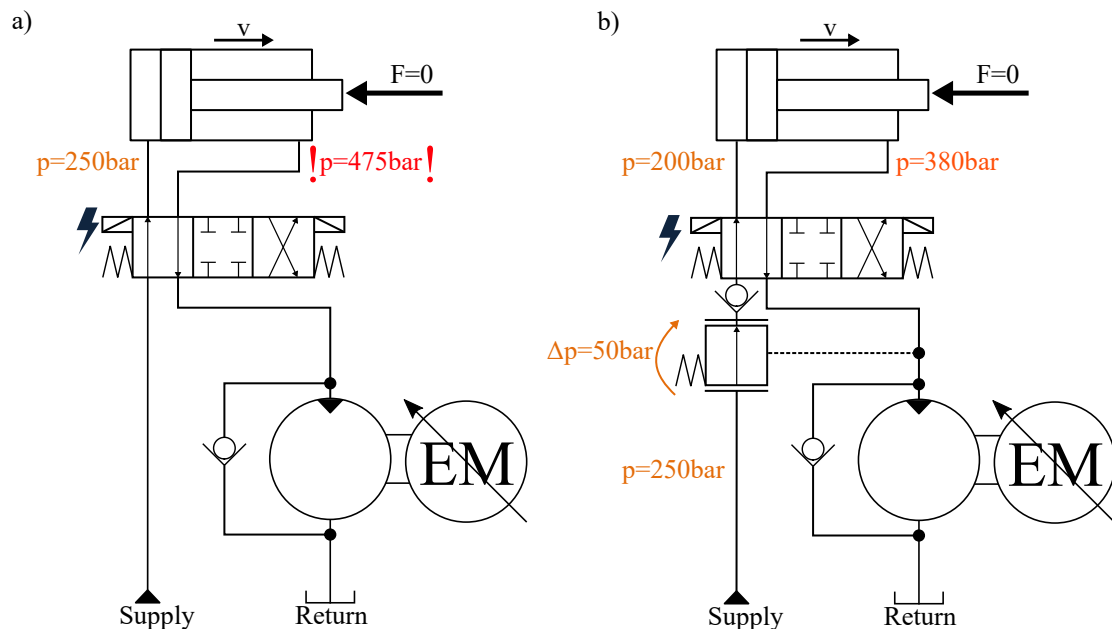 a)
v
F=0
p=250bar
!p=475bar!
EM
Supply
Return
b)
v
F=0
p=200bar
p=380bar
Δp=50bar
p=250bar
EM
Supply
Return